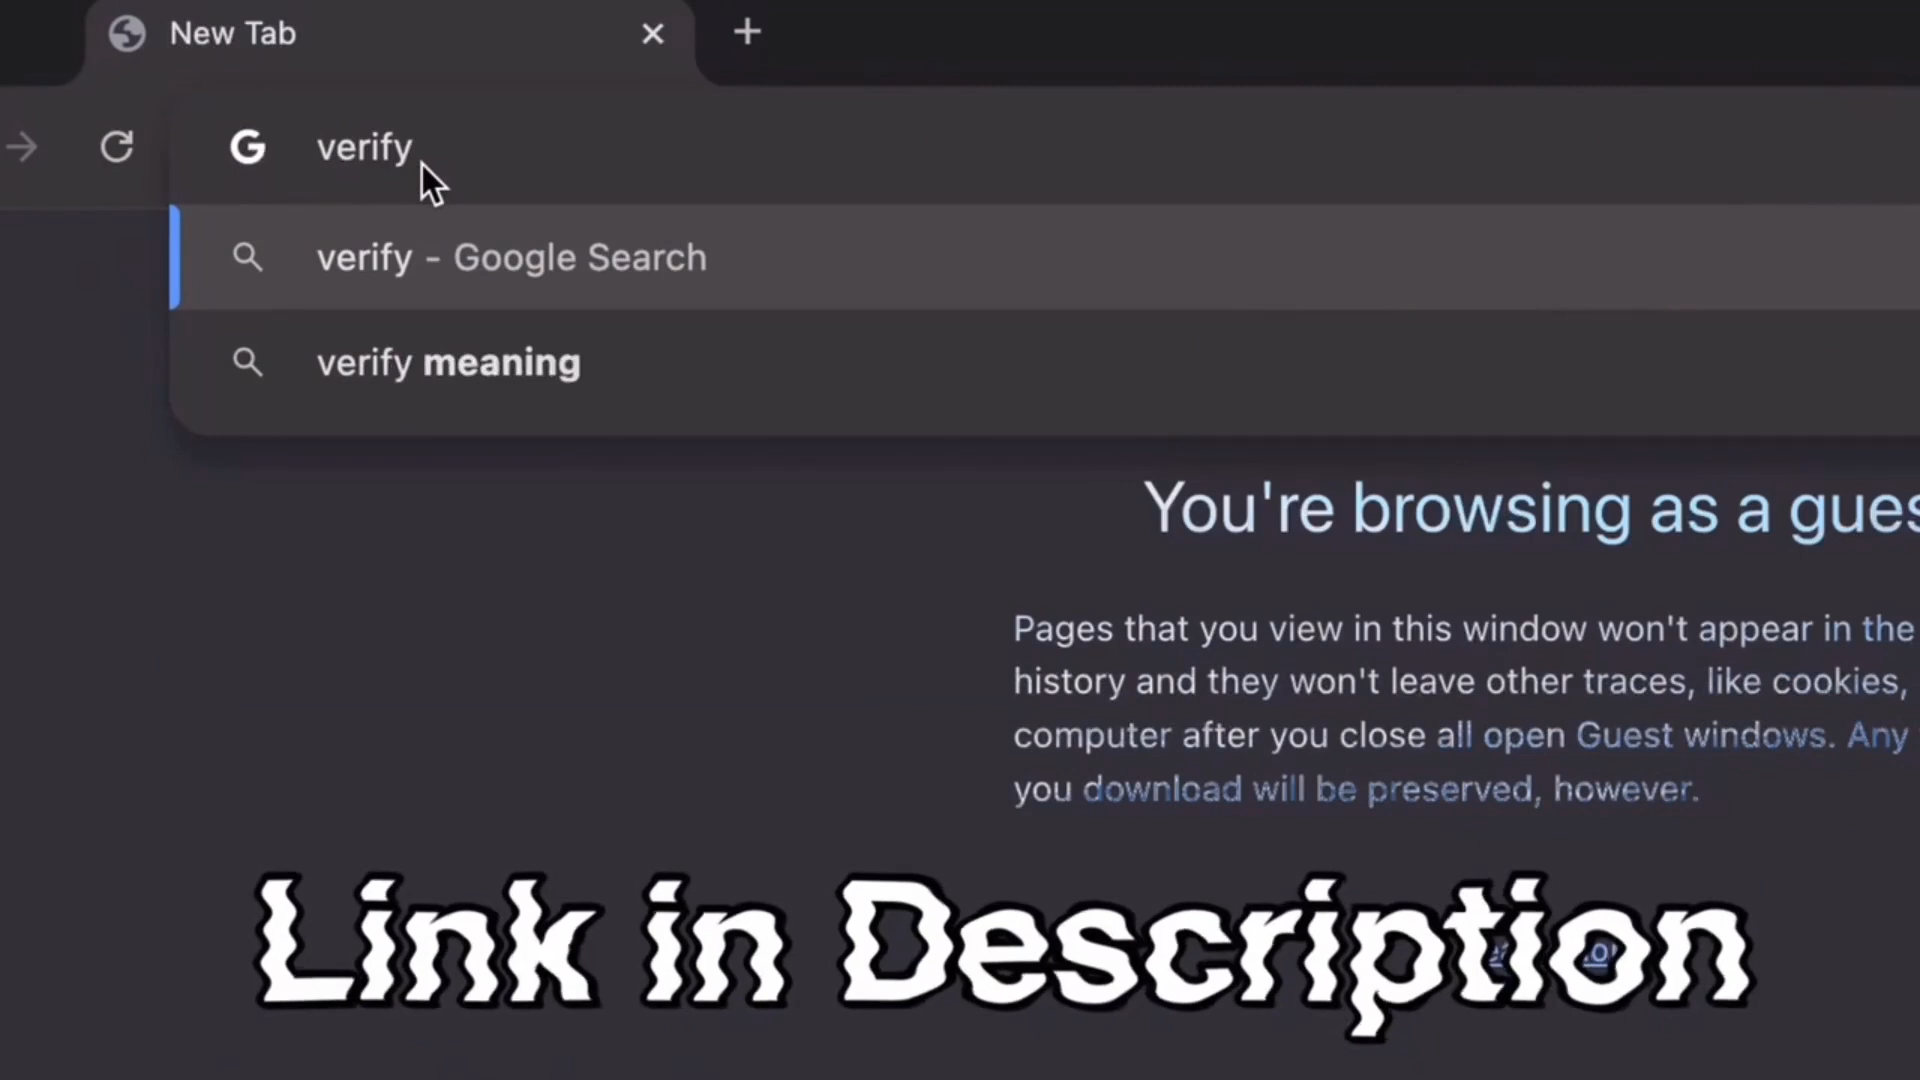 New Tab
verify
verify - Google Search
verify meaning
You're browsing as a
Pages that you view in this window won't appear in the
history and they won't leave other traces, like cookies,
computer after you close all open Guest windows. Any
you download will be preserved, however.
Link in Description